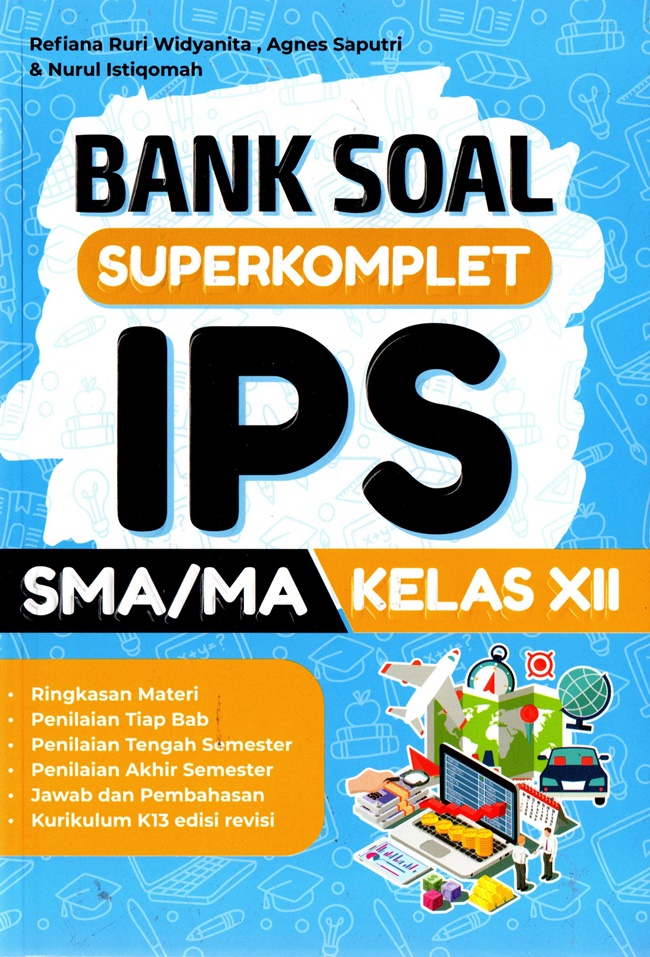 Refiana Ruri Widyanita , Agnes Saputri
& Nurul Istiqomah
BANK SOAL
SUPERKOMPLET
IPS
SMA/MA KELAS XII
• Ringkasan Materi
• Penilaian Tiap Bab
• Penilaian Tengah Semester
• Penilaian Akhir Semester
• Jawab dan Pembahasan
• Kurikulum K13 edisi revisi